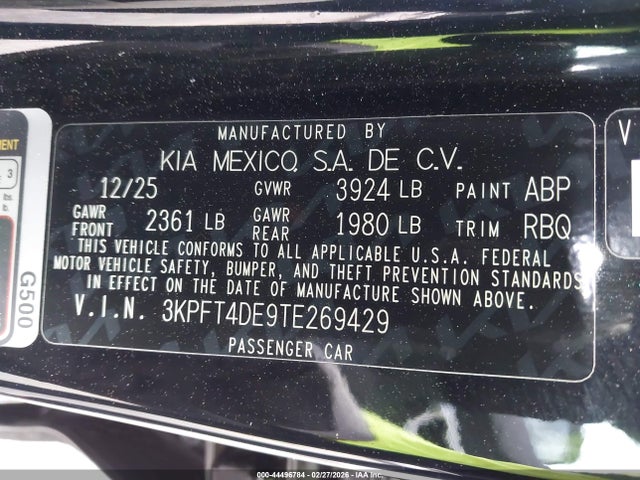 MANUFACTURED BY
KIA MEXICO, S.A. DE C.V.
12/25 GVWR 3924 LB PAINT ABP
GAWR FRONT 2361 LB GAWR REAR 1980 LB TRIM RBQ
THIS VEHICLE CONFORMS TO ALL APPLICABLE U.S.A. FEDERAL
MOTOR VEHICLE SAFETY, BUMPER, AND THEFT PREVENTION STANDARDS
IN EFFECT ON THE DATE OF MANUFACTURE SHOWN ABOVE.
V.I.N. 3KPFT4DE9TE269429
PASSENGER CAR
G500
3
lbs.
000-44496784 - 02/27/2026 - IAA Inc.